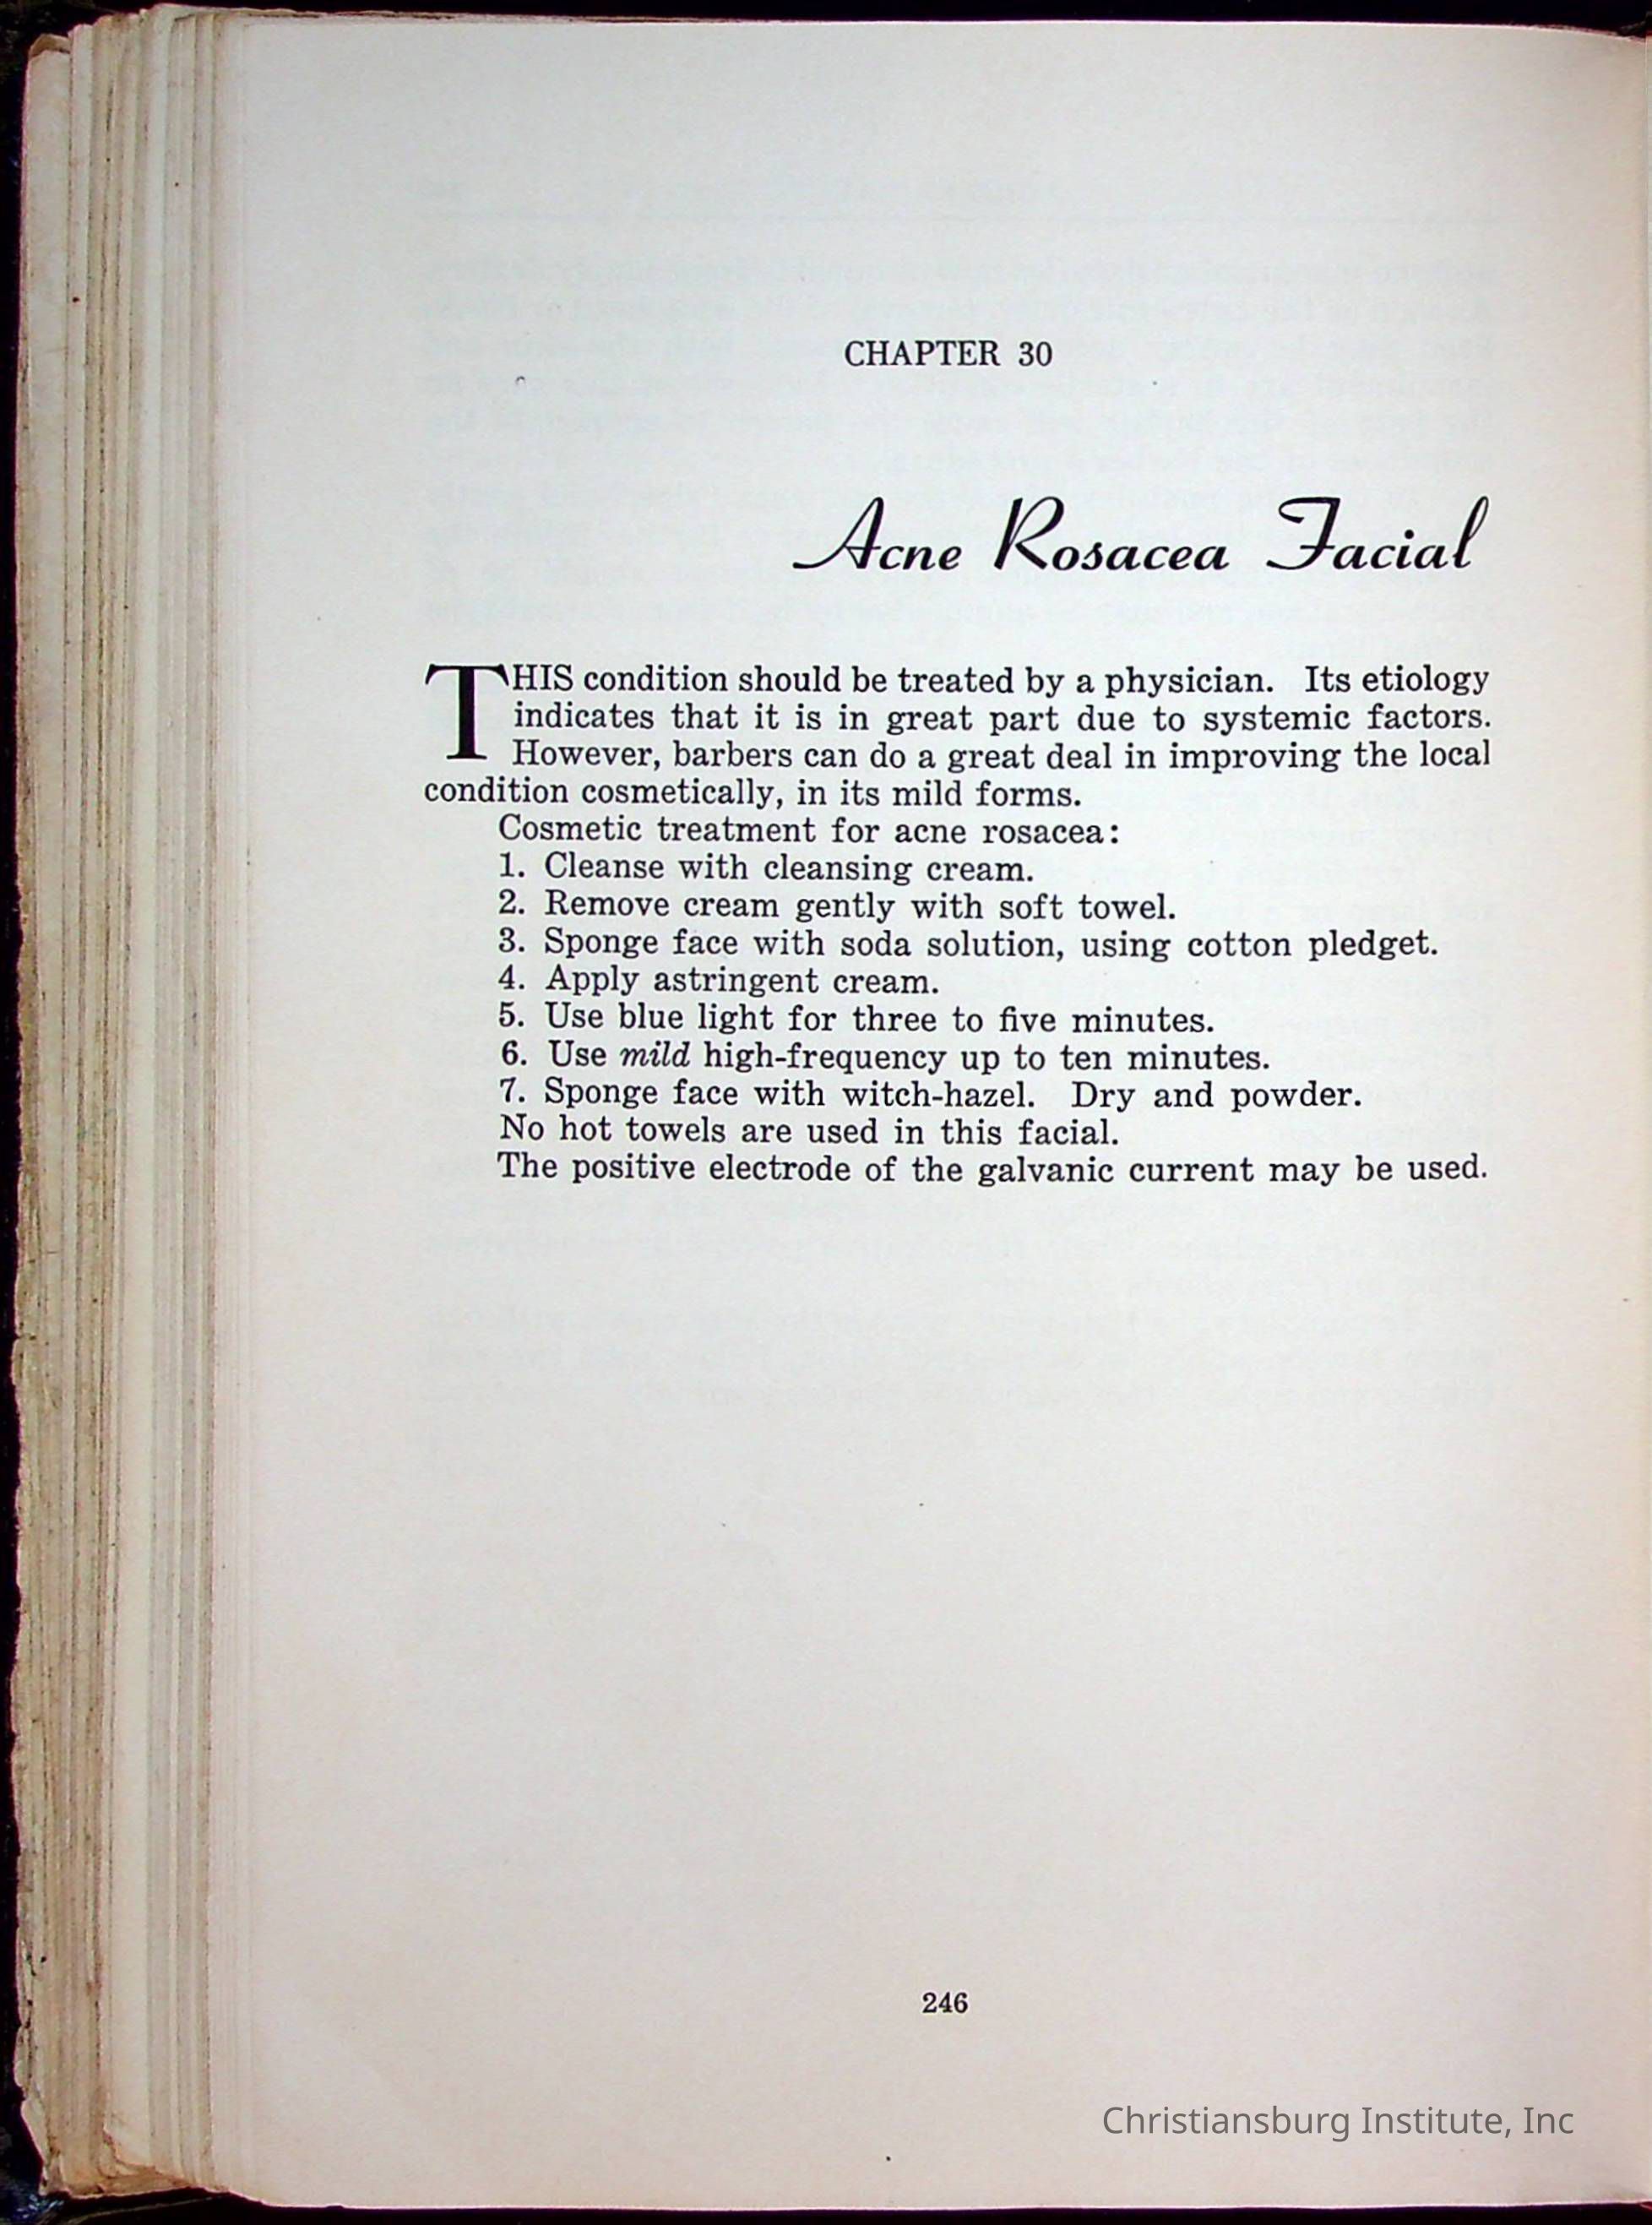 CHAPTER 30
Acne Rosacea Facial
THIS condition should be treated by a physician. Its etiology
indicates that it is in great part due to systemic factors.
However, barbers can do a great deal in improving the local
condition cosmetically, in its mild forms.
Cosmetic treatment for acne rosacea:
1. Cleanse with cleansing cream.
2. Remove cream gently with soft towel.
3. Sponge face with soda solution, using cotton pledget.
4. Apply astringent cream.
5. Use blue light for three to five minutes.
6. Use mild high-frequency up to ten minutes.
7. Sponge face with witch-hazel. Dry and powder.
No hot towels are used in this facial.
The positive electrode of the galvanic current may be used.
246
Christiansburg Institute, Inc